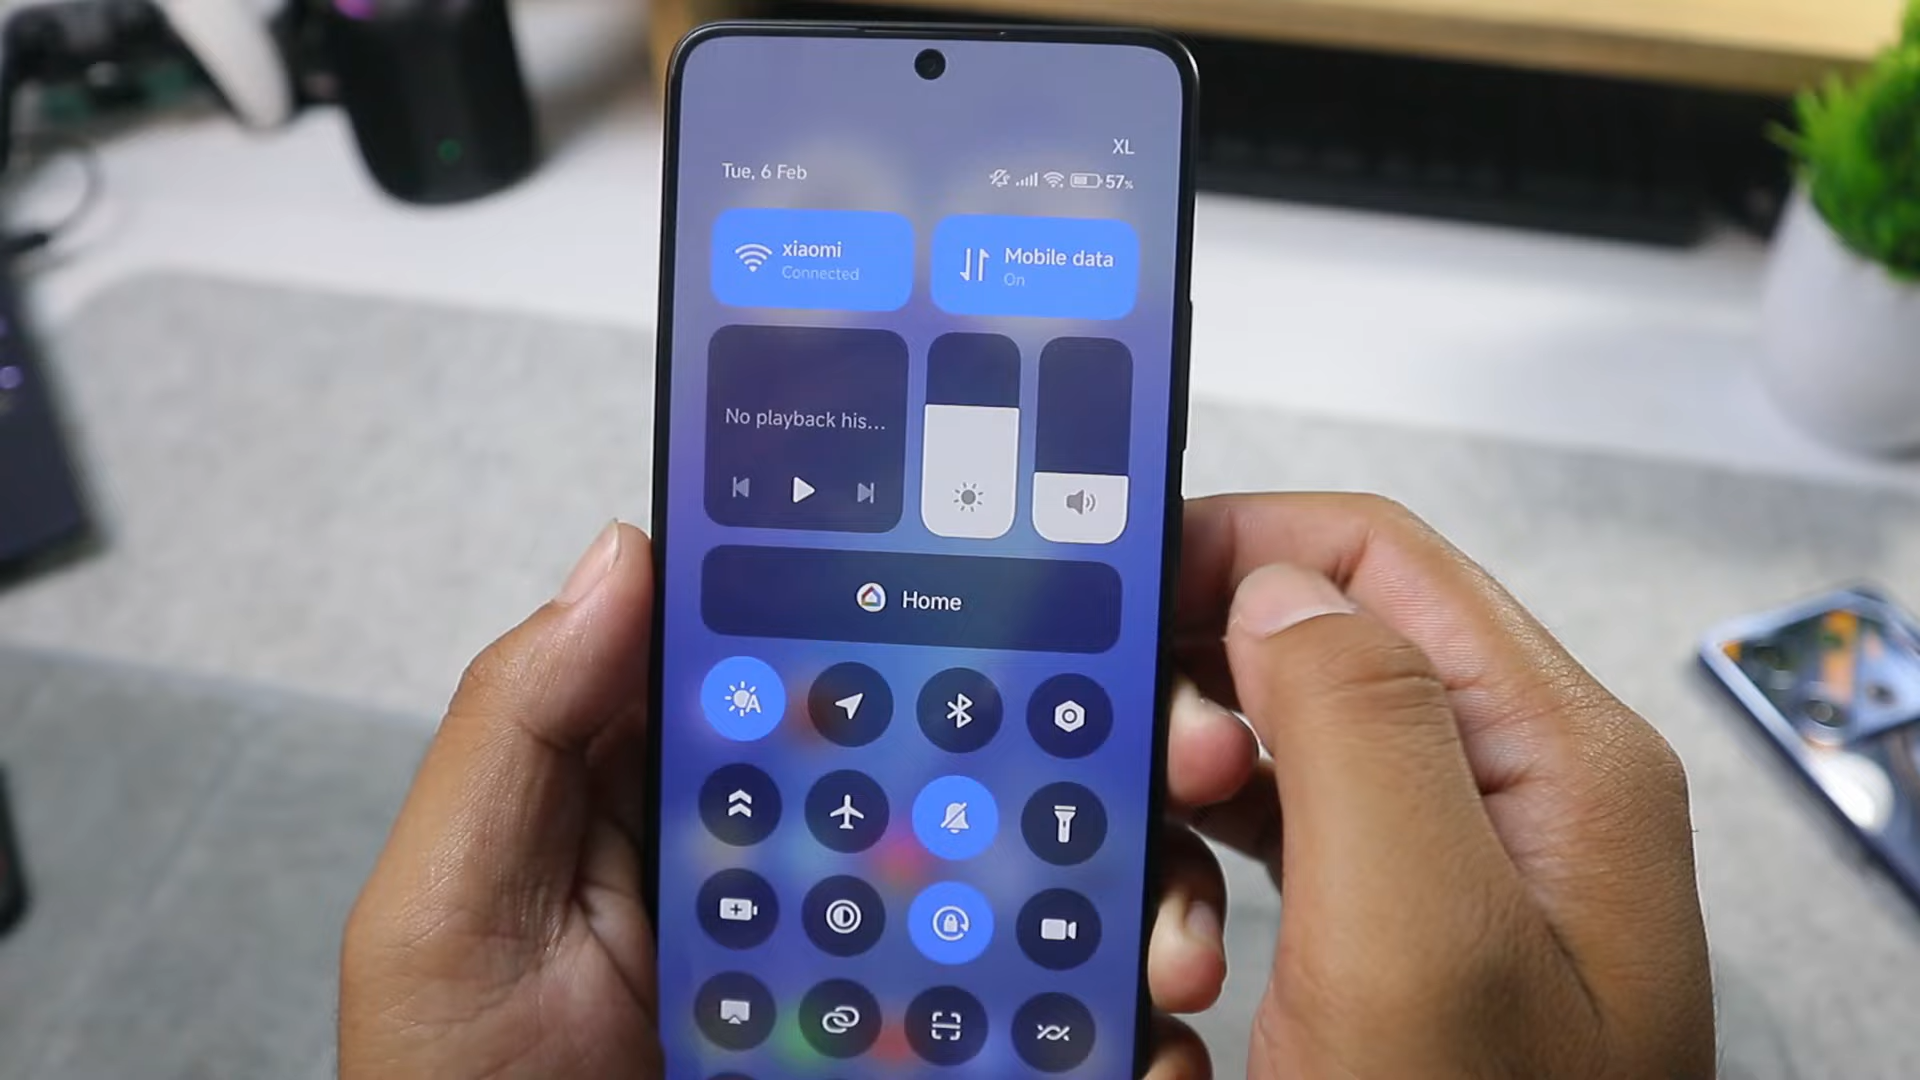 XL
Tue, 6 Feb
57%
xiaomi
Connected
Mobile data
On
No playback his...
Home
A